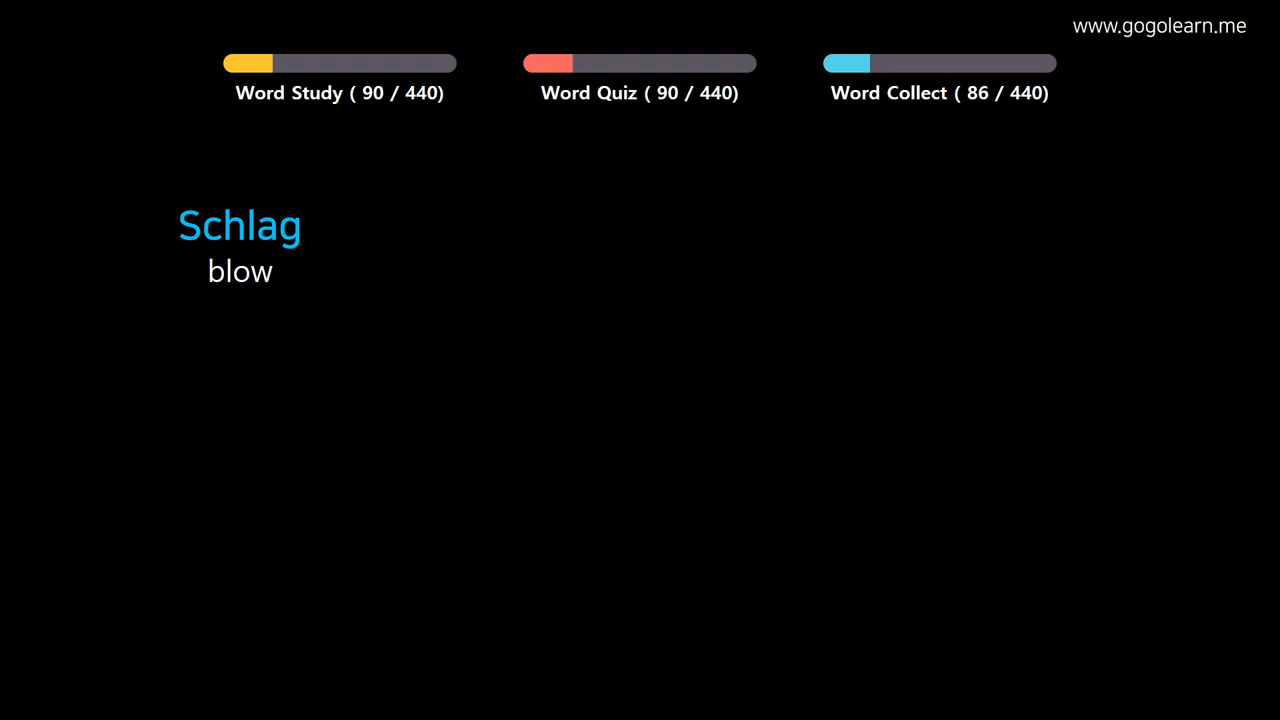 www.gogolearn.me
Word Study ( 90 / 440)
Word Quiz ( 90 / 440)
Word Collect ( 86 / 440)
Schlag
blow